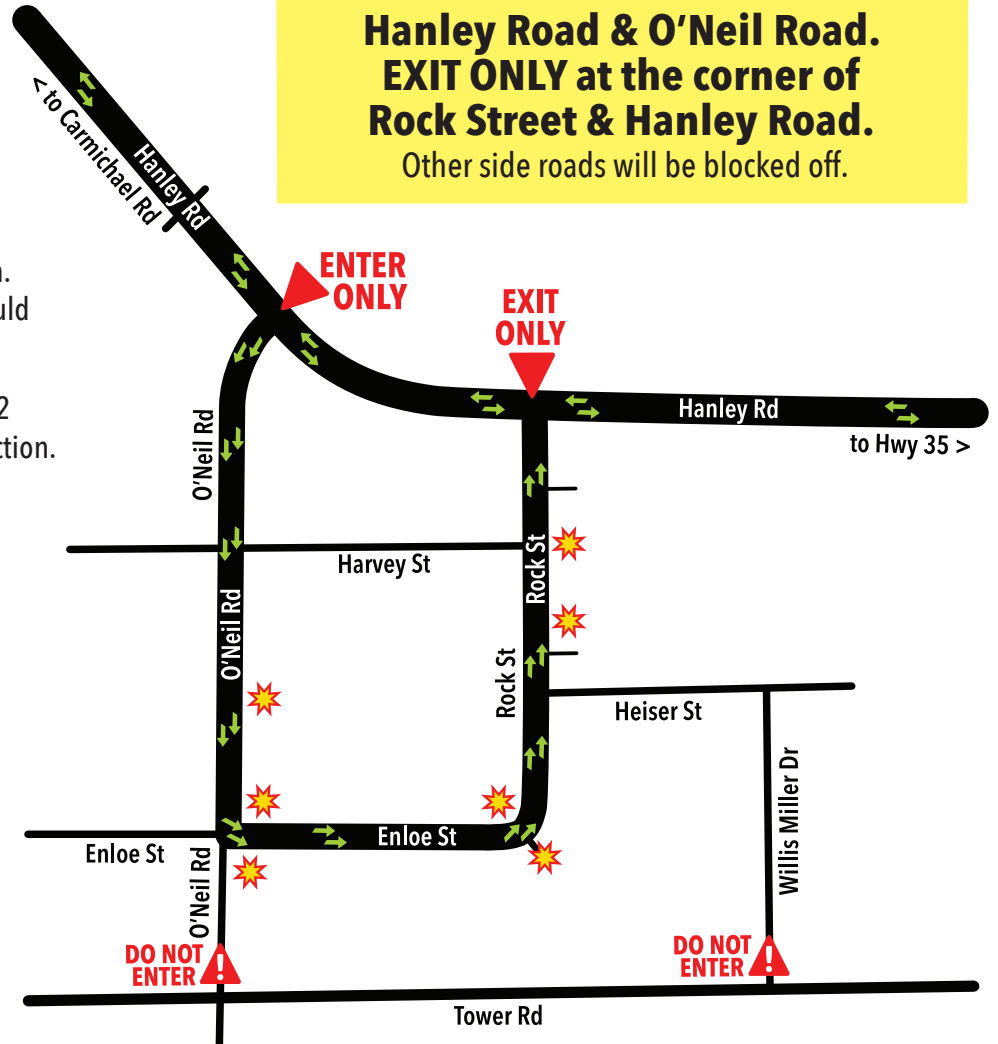 Hanley Road & O'Neil Road.
EXIT ONLY at the corner of
Rock Street & Hanley Road.
Other side roads will be blocked off.
< to Carmichael Rd
Hanley Rd
ENTER
ONLY
EXIT
ONLY
Hanley Rd
to Hwy 35 >
uld
2
ction.
O'Neil Rd
Harvey St
Rock St
O'Neil Rd
Rock St
Heiser St
Willis Miller Dr
Enloe St
Enloe St
O'Neil Rd
DO NOT
ENTER
!
DO NOT
ENTER
!
Tower Rd